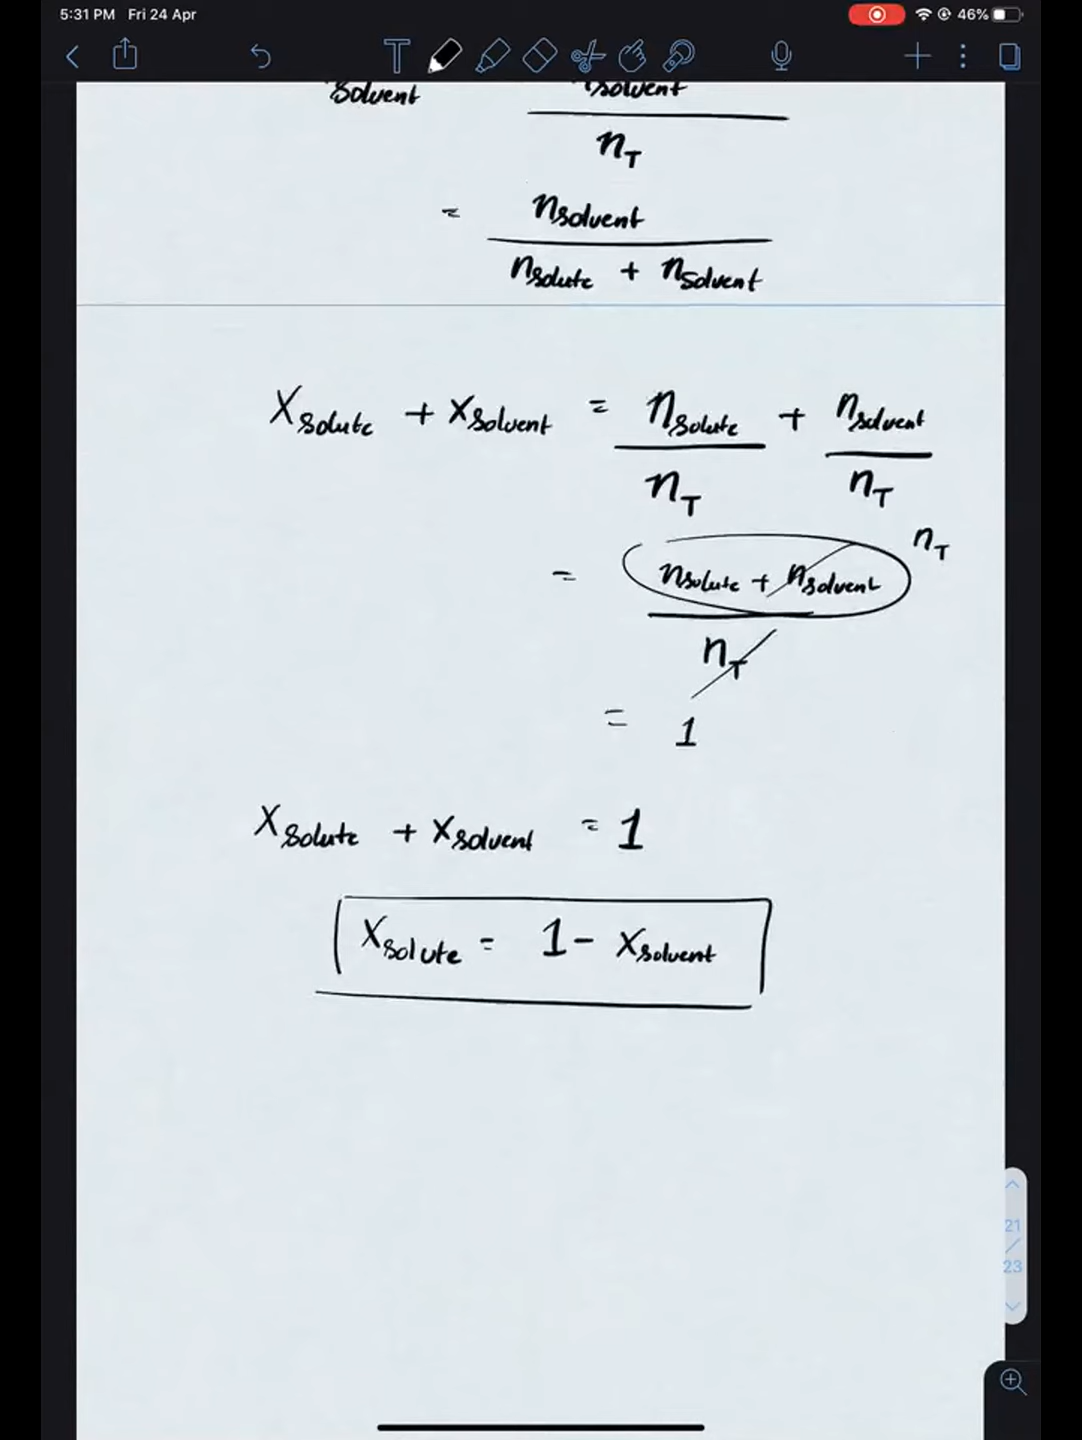 5:31 PM Fri 24 Apr 46%
T
solvent nsolvent
nT
= nsolvent
nsolute + nsolvent
Xsolute + Xsolvent = nsolute + nsolvent
nT nT
nT
= nsolute + nsolvent
nT
= 1
Xsolute + Xsolvent = 1
Xsolute = 1 - Xsolvent
21
/
23